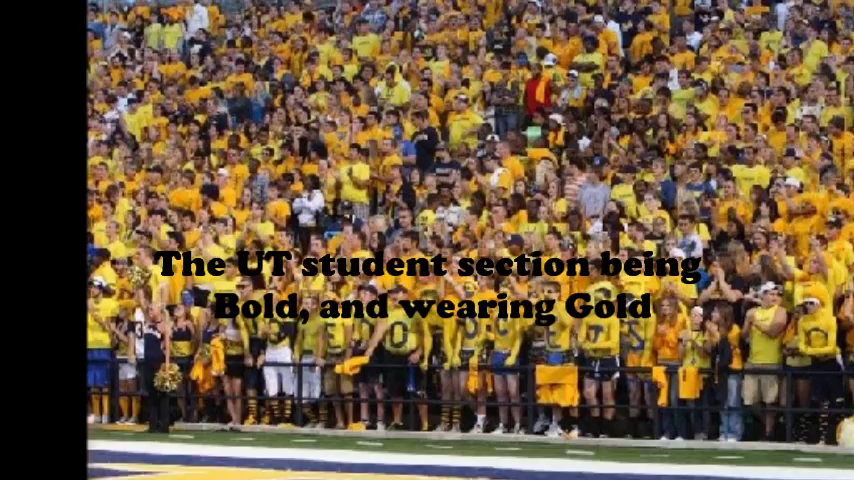 The UT student section being
Bold, and wearing Gold